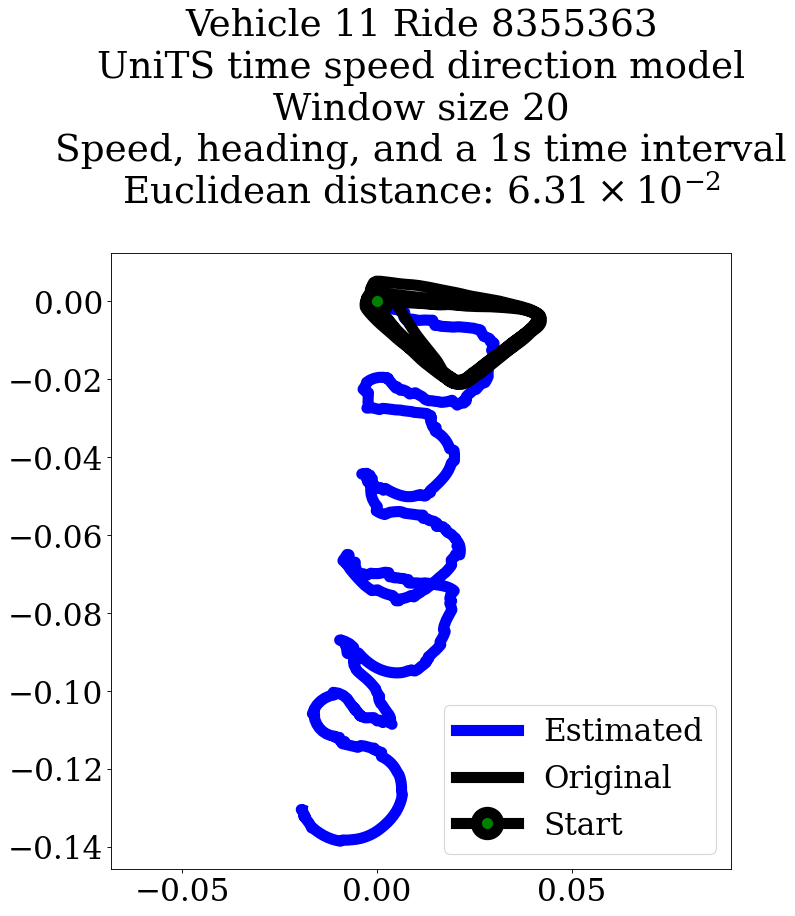 Vehicle 11 Ride 8355363
UniTS time speed direction model
Window size 20
Speed, heading, and a 1s time interval
Euclidean distance: 6.31 × 10⁻²
0.00
−0.02
−0.04
−0.06
−0.08
−0.10
−0.12
−0.14
−0.05
0.00
0.05
Estimated
Original
Start